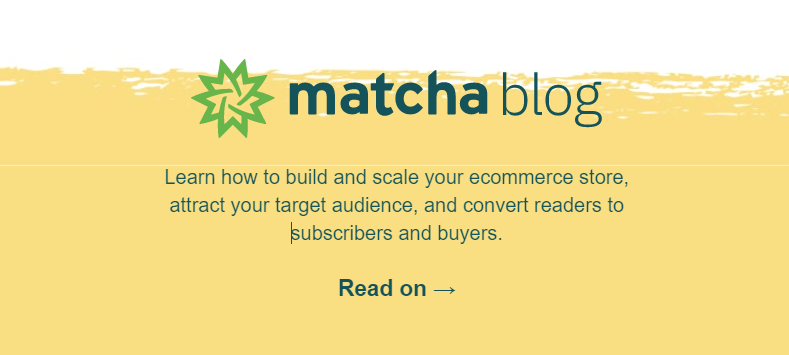 matcha blog
Learn how to build and scale your ecommerce store,
attract your target audience, and convert readers to
subscribers and buyers.
Read on →